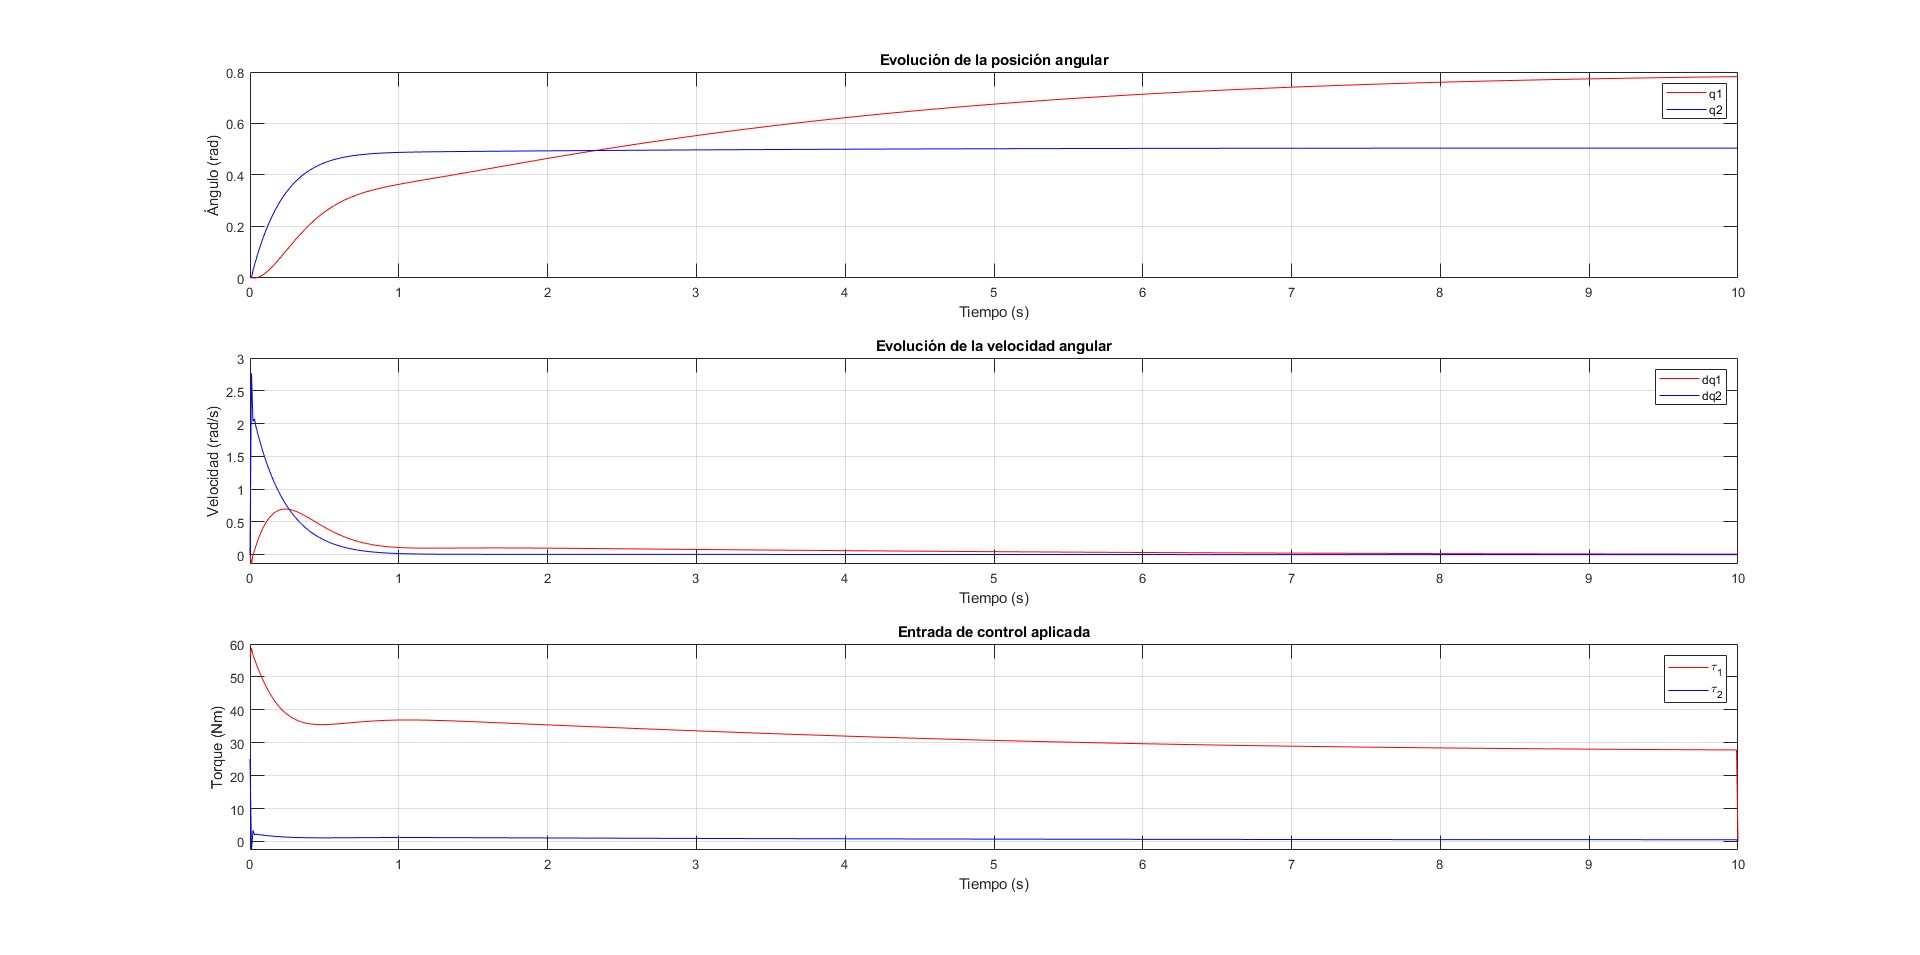 Evolución de la posición angular
Ángulo (rad)
0.8
0.6
0.4
0.2
0
q1
q2
0 1 2 3 4 5 6 7 8 9 10
Tiempo (s)
Evolución de la velocidad angular
Velocidad (rad/s)
3
2.5
2
1.5
1
0.5
0
dq1
dq2
0 1 2 3 4 5 6 7 8 9 10
Tiempo (s)
Entrada de control aplicada
Torque (Nm)
60
50
40
30
20
10
0
τ₁
τ₂
0 1 2 3 4 5 6 7 8 9 10
Tiempo (s)